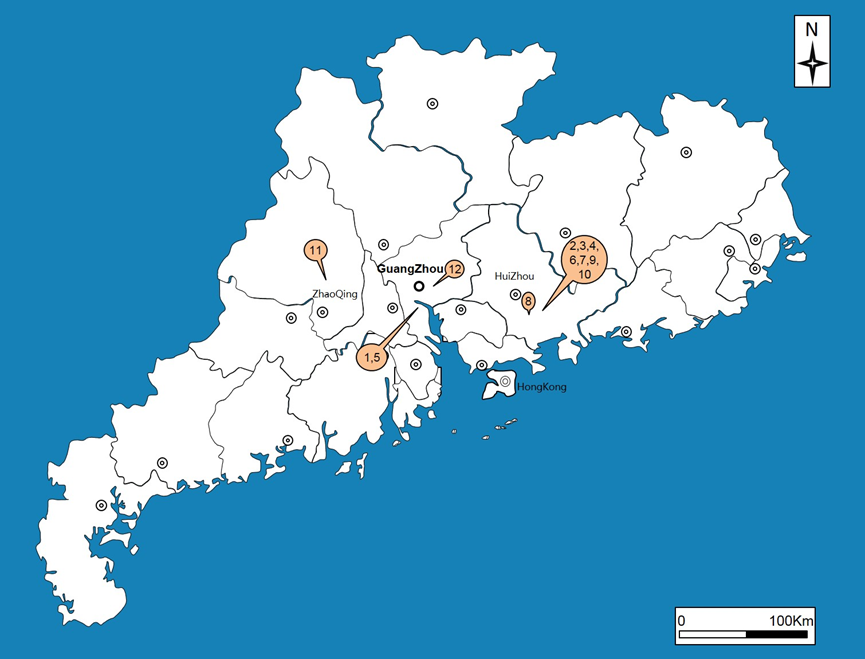 N
2,3,4,
6,7,9,
10
11
GuangZhou
12
HuiZhou
ZhaoQing
8
1,5
HongKong
0
100Km